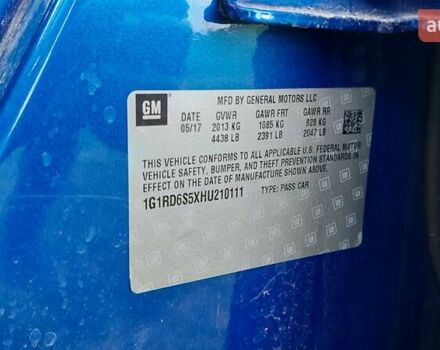 GM
MFD BY GENERAL MOTORS LLC
DATE GVWR GAWR FRT GAWR RR
05/17 2013 KG 1085 KG 928 KG
4438 LB 2391 LB 2047 LB
THIS VEHICLE CONFORMS TO ALL APPLICABLE U.S. FEDERAL MOTOR
VEHICLE SAFETY, BUMPER, AND THEFT PREVENTION STANDARDS
IN EFFECT ON THE DATE OF MANUFACTURE SHOWN ABOVE.
1G1RD6S5XHU210111 TYPE: PASS CAR